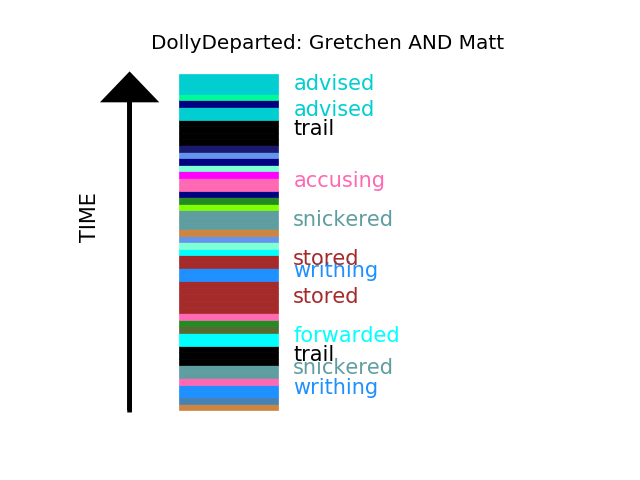 DollyDeparted: Gretchen AND Matt
advised
advised
trail
accusing
TIME
snickered
stored
writhing
stored
forwarded
trail
snickered
writhing